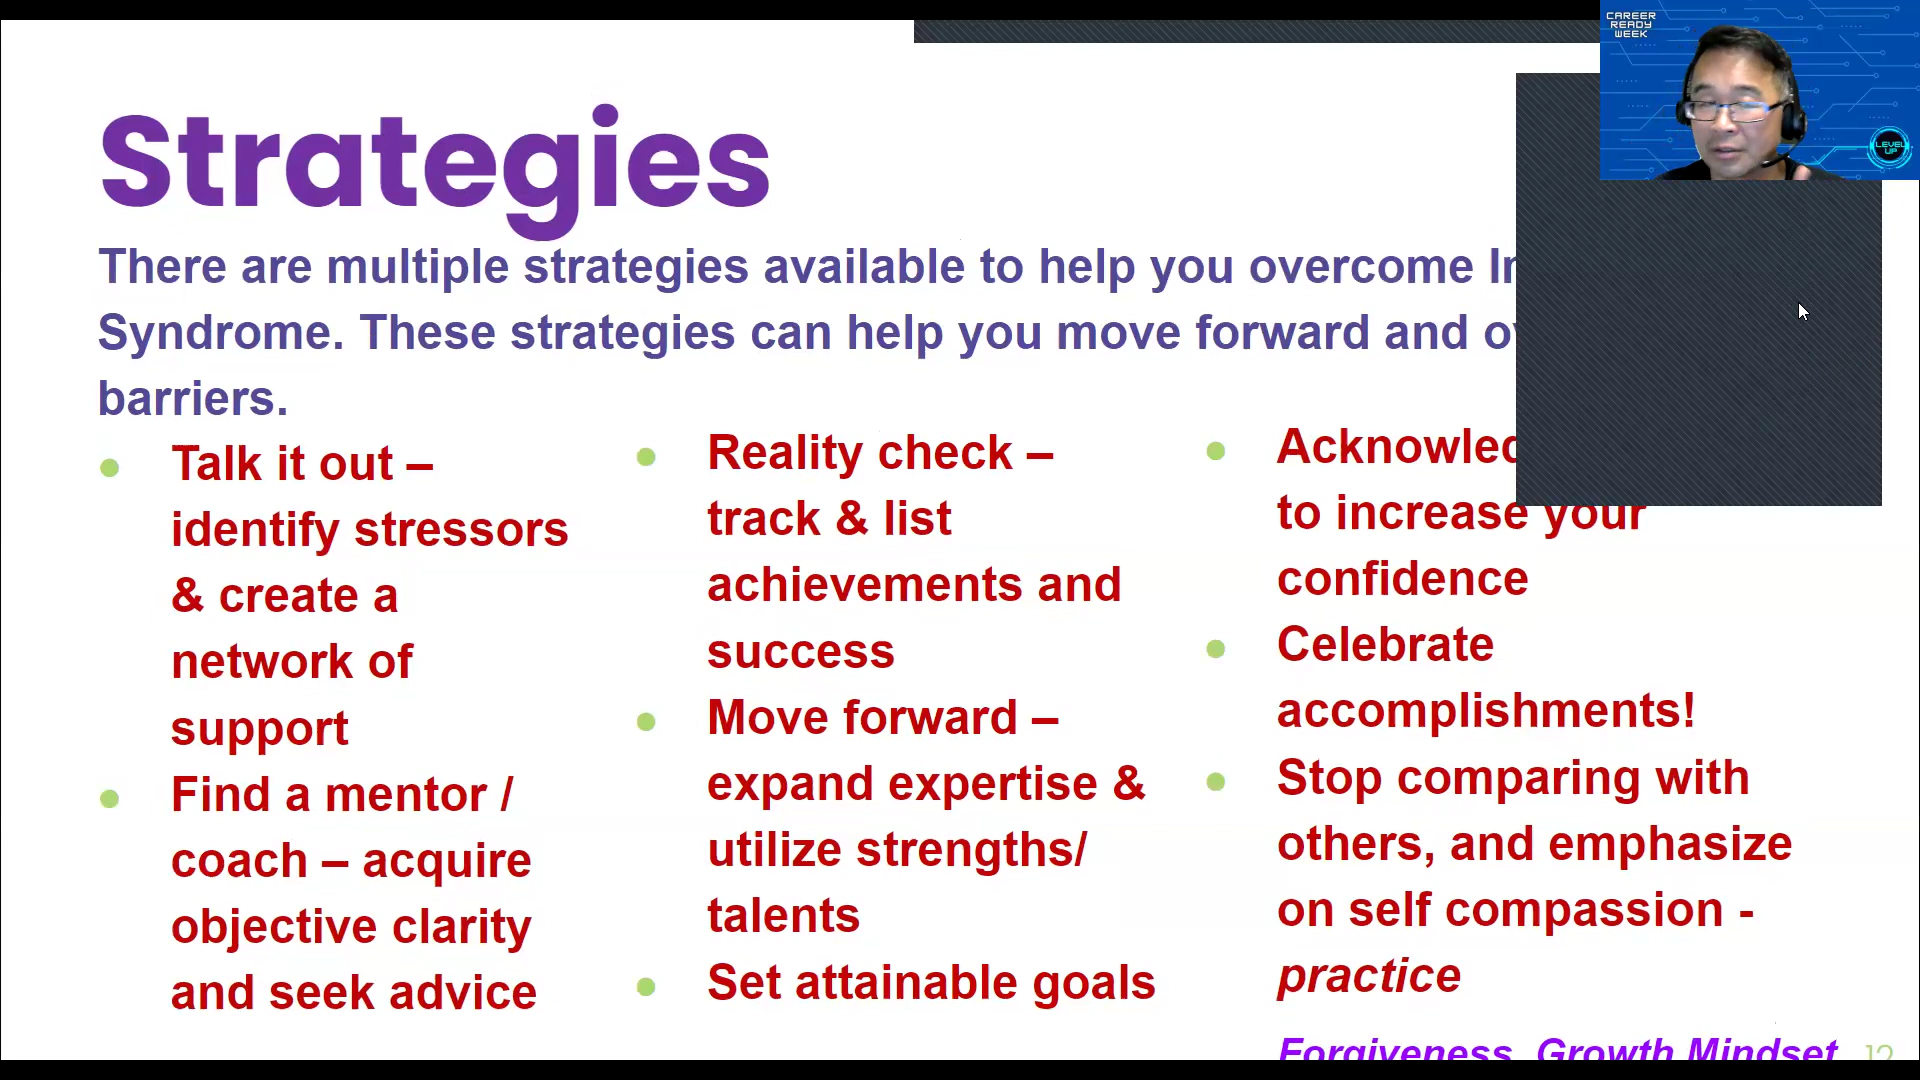 CAREER
READY
WEEK
LEVEL
UP
Strategies
There are multiple strategies available to help you overcome
Syndrome. These strategies can help you move forward and
barriers.
Talk it out –
identify stressors
& create a
network of
support
Find a mentor /
coach – acquire
objective clarity
and seek advice
Reality check –
track & list
achievements and
success
Move forward –
expand expertise &
utilize strengths/
talents
Set attainable goals
to increase your
confidence
Celebrate
accomplishments!
Stop comparing with
others, and emphasize
on self compassion -
practice
Forgiveness, Growth Mindset
12